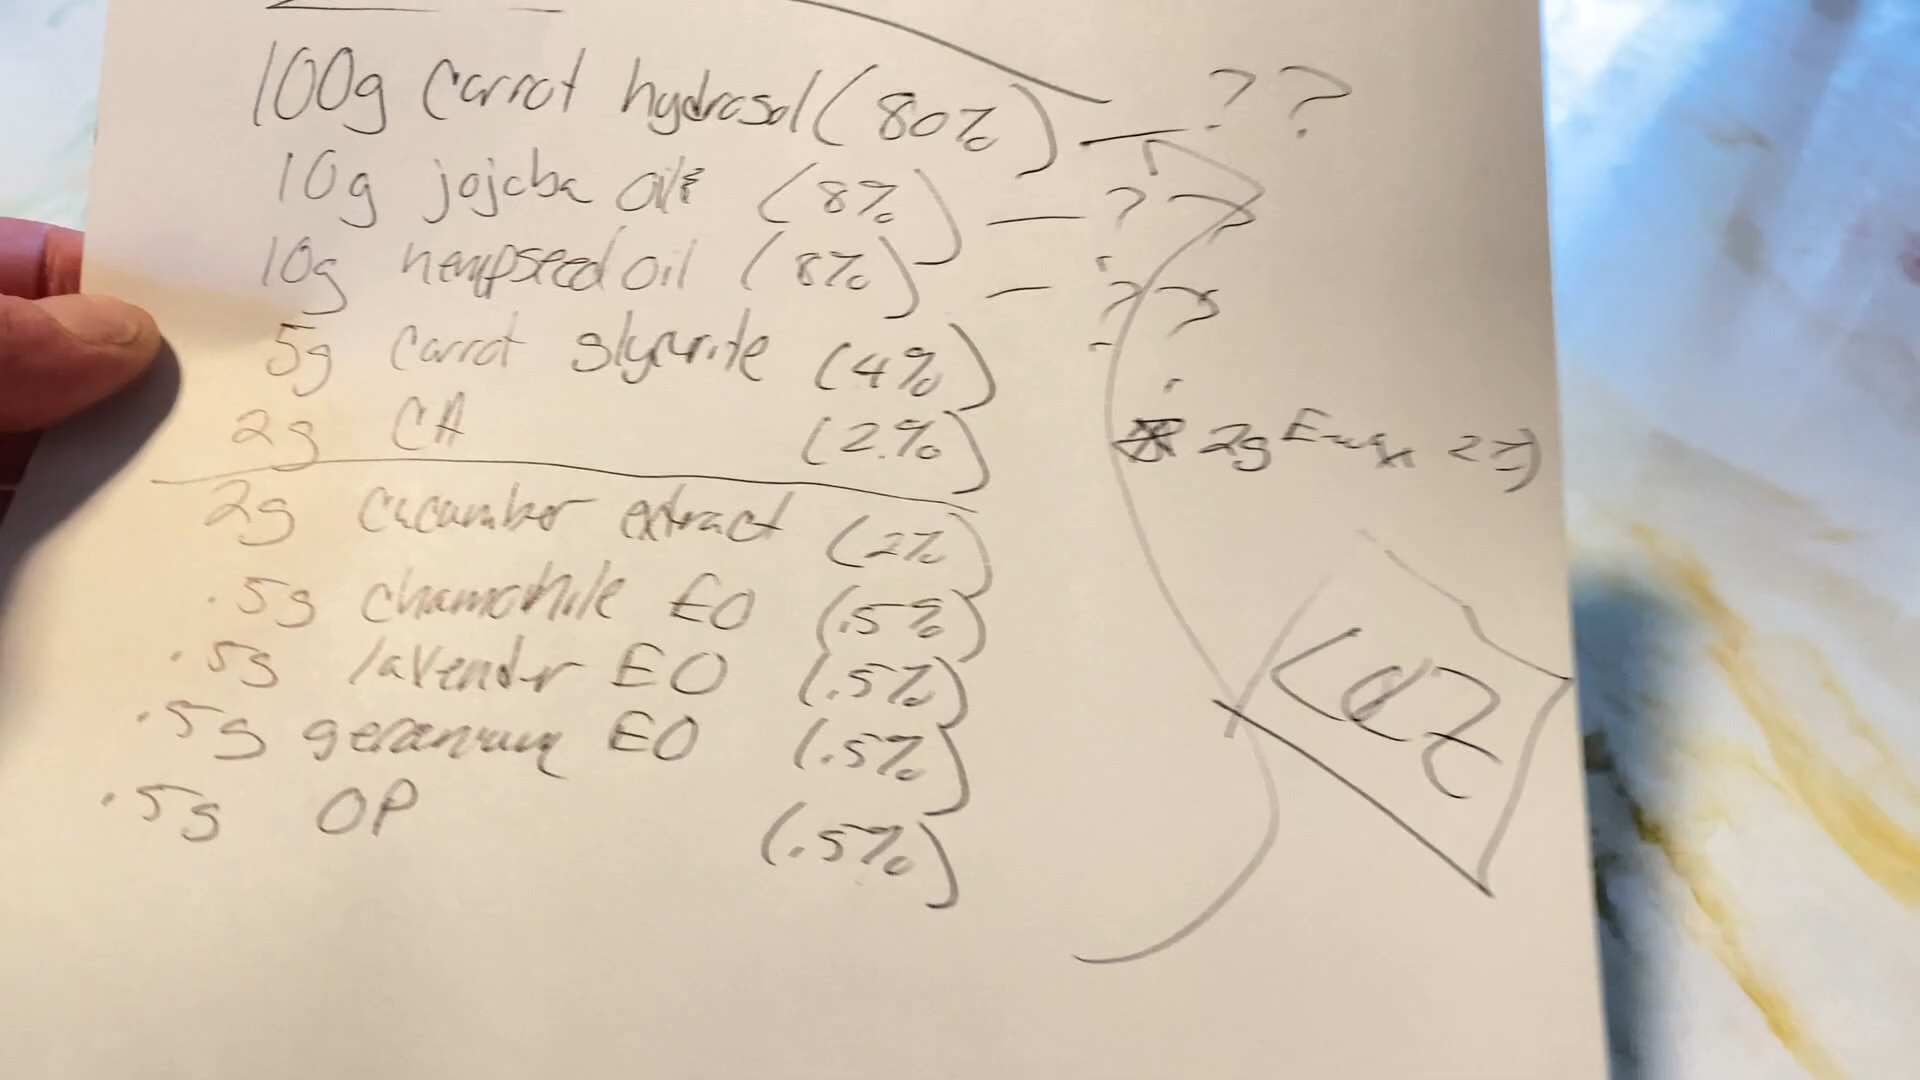 100g carrot hydrosol (80%) — ??
10g jojoba oil (8%) — ??
10g hempseed oil (8%) — ??
5g carrot glycerite (4%)
2g CA (2%)
2g 2%)
2g cucumber extract (2%)
.5g chamomile EO (.5%)
.5g lavender EO (.5%)
.5g geranium EO (.5%)
.5g OP (.5%)